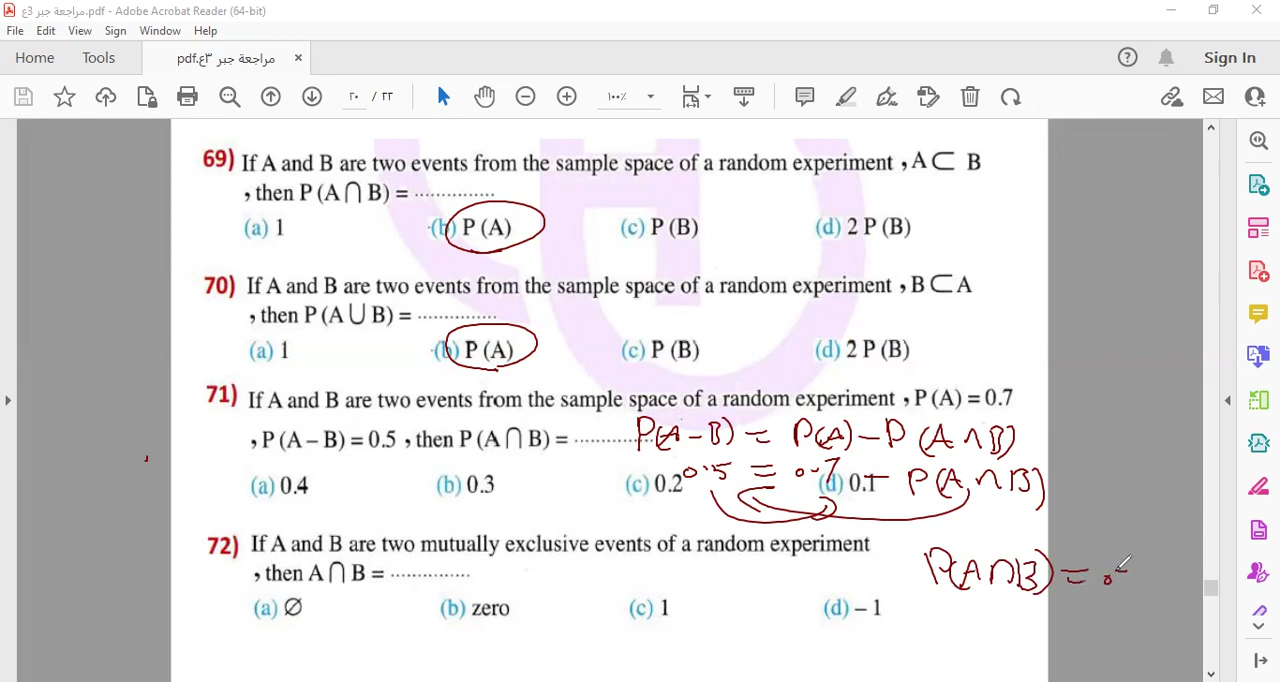 مراجعة جبر 3ع.pdf - Adobe Acrobat Reader (64-bit)
File Edit View Sign Window Help
Home Tools مراجعة جبر ٣ع.pdf × Sign In
٢٠ / ٢٢ ١٠٠٪
69) If A and B are two events from the sample space of a random experiment , A ⊂ B
, then P (A ∩ B) = ...............
(a) 1 (b) P (A) (c) P (B) (d) 2 P (B)
70) If A and B are two events from the sample space of a random experiment , B ⊂ A
, then P (A ∪ B) = ...............
(a) 1 (b) P (A) (c) P (B) (d) 2 P (B)
71) If A and B are two events from the sample space of a random experiment , P (A) = 0.7
, P (A – B) = 0.5 , then P (A ∩ B) = ............... P(A - B) = P(A) - P (A ∩ B)
0.5 = 0.7 - P(A ∩ B)
(a) 0.4 (b) 0.3 (c) 0.2 (d) 0.1
72) If A and B are two mutually exclusive events of a random experiment
P(A ∩ B) =
, then A ∩ B = ...............
(a) ∅ (b) zero (c) 1 (d) – 1